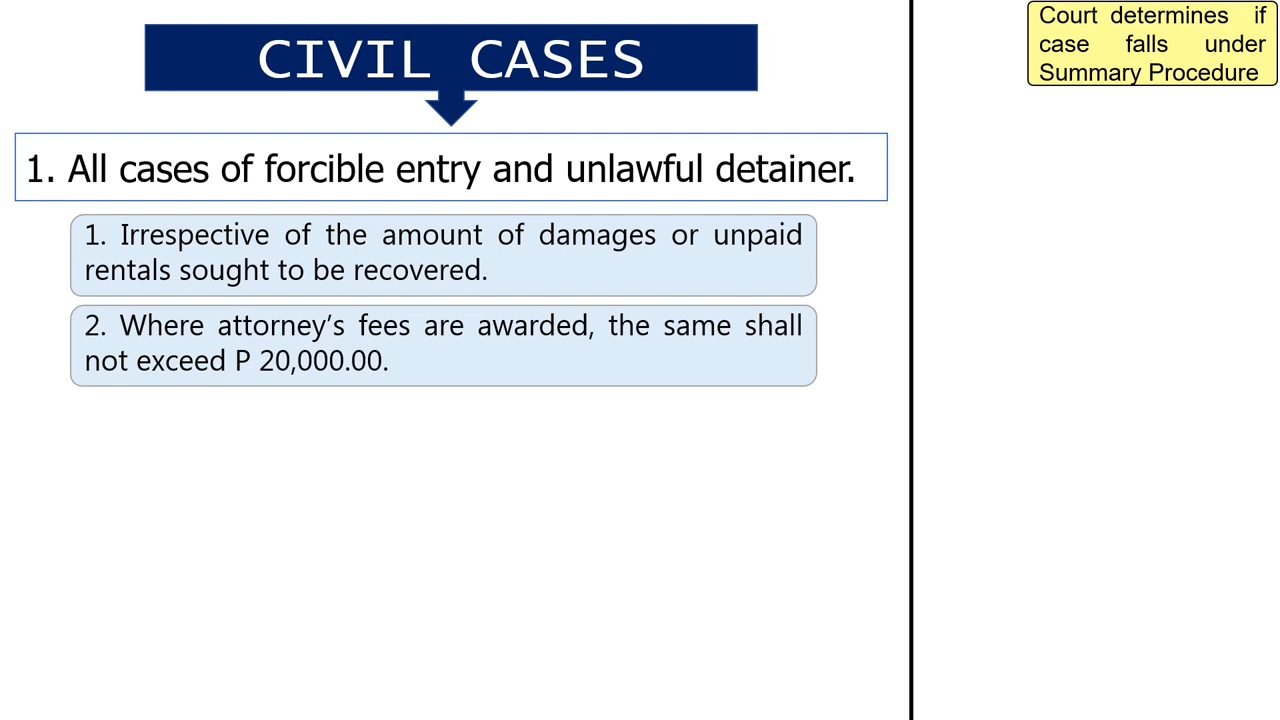 CIVIL CASES
1. All cases of forcible entry and unlawful detainer.
1. Irrespective of the amount of damages or unpaid
rentals sought to be recovered.
2. Where attorney’s fees are awarded, the same shall
not exceed P 20,000.00.
Court determines if
case falls under
Summary Procedure